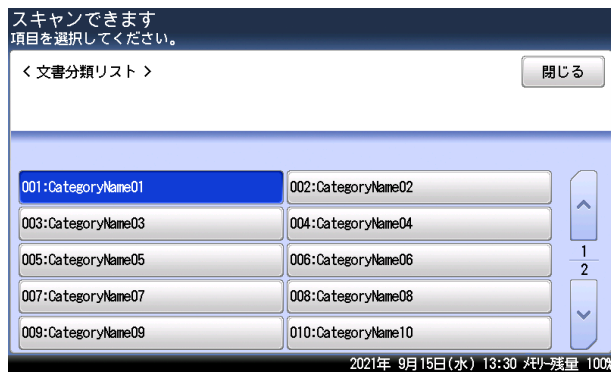 スキャンできます
項目を選択してください。
< 文書分類リスト >
閉じる
001:CategoryName01
002:CategoryName02
003:CategoryName03
004:CategoryName04
005:CategoryName05
006:CategoryName06
1
2
007:CategoryName07
008:CategoryName08
009:CategoryName09
010:CategoryName10
2021年 9月15日(水) 13:30 メモリー残量 100%